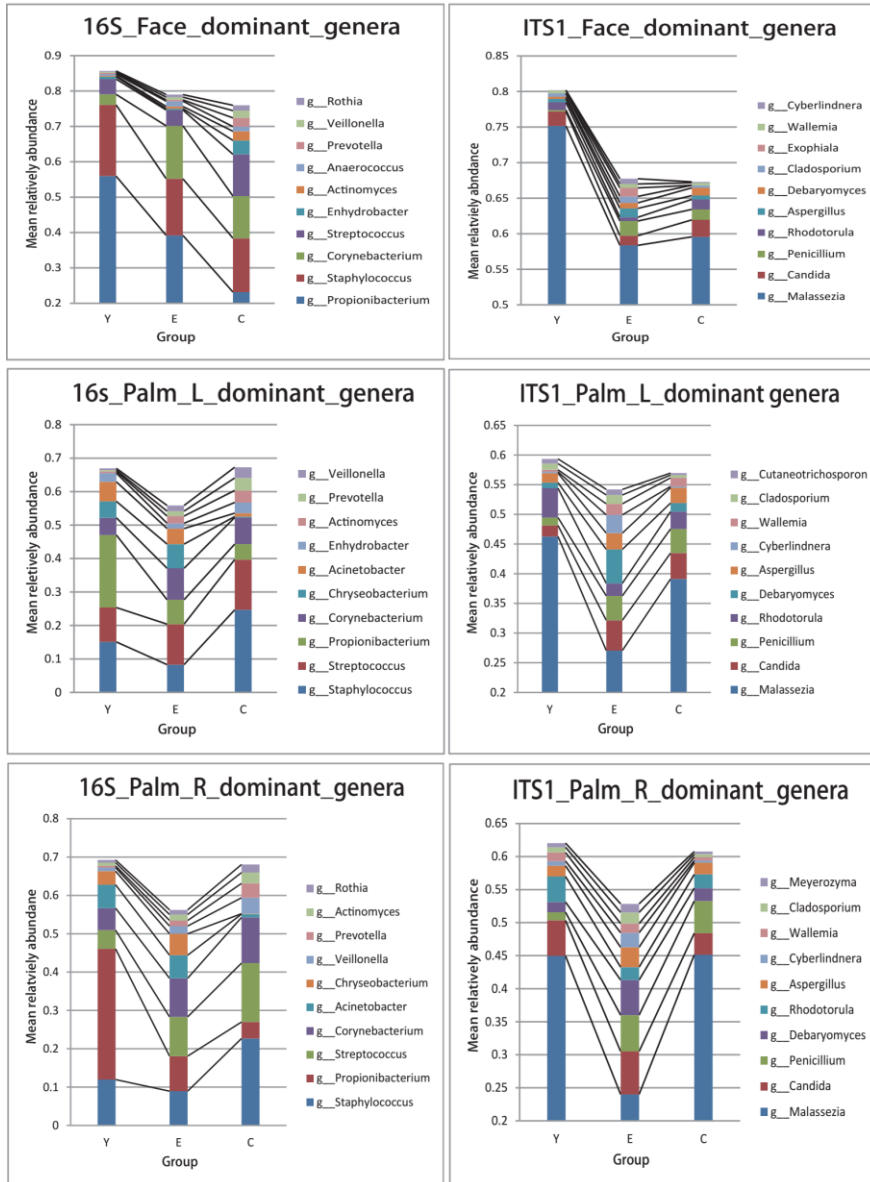 16S_Face_dominant_genera
Mean relatively abundance
0.9
0.8
0.7
0.6
0.5
0.4
0.3
0.2
Y
E
C
Group
g__Rothia
g__Veillonella
g__Prevotella
g__Anaerococcus
g__Actinomyces
g__Enhydrobacter
g__Streptococcus
g__Corynebacterium
g__Staphylococcus
g__Propionibacterium
ITS1_Face_dominant_genera
Mean relatviely abndance
0.85
0.8
0.75
0.7
0.65
0.6
0.55
0.5
Y
E
C
Group
g__Cyberlindnera
g__Wallemia
g__Exophiala
g__Cladosporium
g__Debaryomyces
g__Aspergillus
g__Rhodotorula
g__Penicillium
g__Candida
g__Malassezia
16s_Palm_L_dominant_genera
Mean reletively abundance
0.8
0.7
0.6
0.5
0.4
0.3
0.2
0.1
0
Y
E
C
Group
g__Veillonella
g__Prevotella
g__Actinomyces
g__Enhydrobacter
g__Acinetobacter
g__Chryseobacterium
g__Corynebacterium
g__Propionibacterium
g__Streptococcus
g__Staphylococcus
ITS1_Palm_L_dominant genera
Mean relatviely abundance
0.65
0.6
0.55
0.5
0.45
0.4
0.35
0.3
0.25
0.2
Y
E
C
Group
g__Cutaneotrichosporon
g__Cladosporium
g__Wallemia
g__Cyberlindnera
g__Aspergillus
g__Debaryomyces
g__Rhodotorula
g__Penicillium
g__Candida
g__Malassezia
16S_Palm_R_dominant_genera
Mean relatviely abundane
0.8
0.7
0.6
0.5
0.4
0.3
0.2
0.1
0
Y
E
C
Group
g__Rothia
g__Actinomyces
g__Prevotella
g__Veillonella
g__Chryseobacterium
g__Acinetobacter
g__Corynebacterium
g__Streptococcus
g__Propionibacterium
g__Staphylococcus
ITS1_Palm_R_dominant_genera
Mean relatviely abundance
0.65
0.6
0.55
0.5
0.45
0.4
0.35
0.3
0.25
0.2
Y
E
C
Group
g__Meyerozyma
g__Cladosporium
g__Wallemia
g__Cyberlindnera
g__Aspergillus
g__Rhodotorula
g__Debaryomyces
g__Penicillium
g__Candida
g__Malassezia